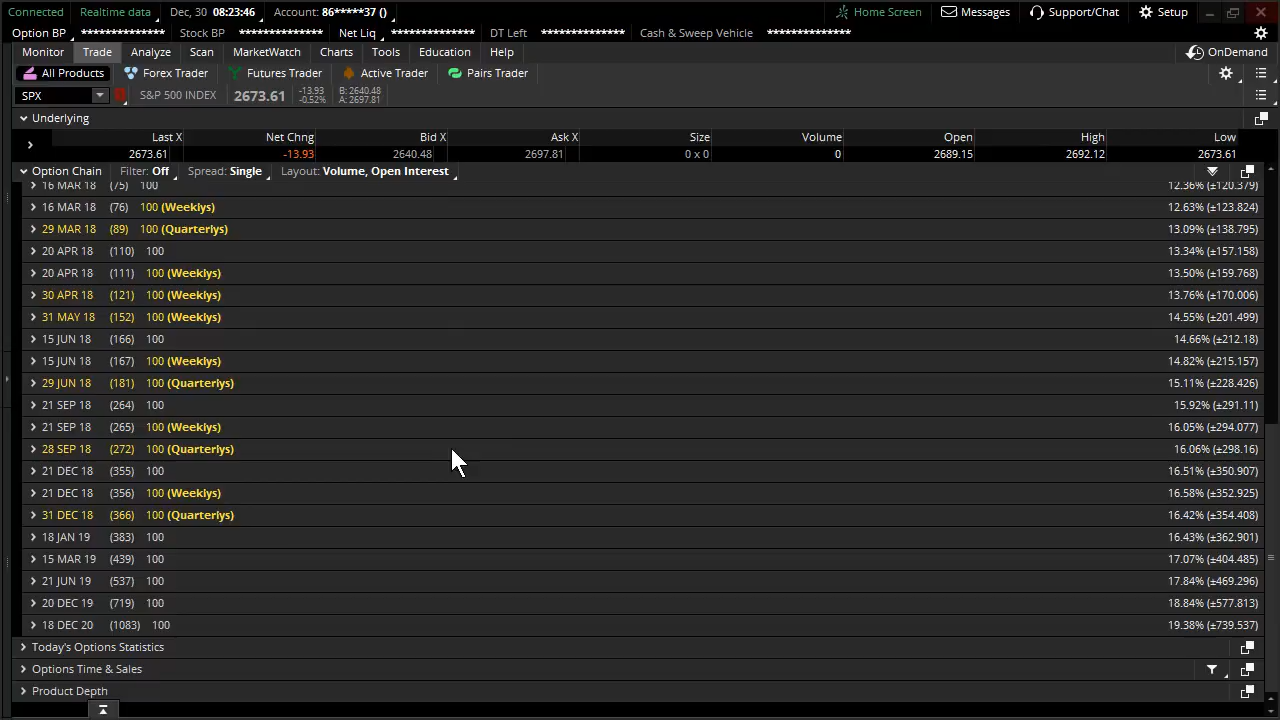 Connected Realtime data Dec, 30 08:23:46 Account: 86*****37 () Home Screen Messages Support/Chat Setup
Option BP *************** Stock BP *************** Net Liq *************** DT Left *************** Cash & Sweep Vehicle ***************
Monitor Trade Analyze Scan MarketWatch Charts Tools Education Help OnDemand
All Products Forex Trader Futures Trader Active Trader Pairs Trader
SPX S&P 500 INDEX 2673.61 -13.93 -0.52% B: 2640.48 A: 2697.81
Underlying
Last X Net Chng Bid X Ask X Size Volume Open High Low
2673.61 -13.93 2640.48 2697.81 0 x 0 0 2689.15 2692.12 2673.61
Option Chain Filter: Off Spread: Single Layout: Volume, Open Interest
16 MAR 18 (75) 100 12.36% (±120.379)
16 MAR 18 (76) 100 (Weeklys) 12.63% (±123.824)
29 MAR 18 (89) 100 (Quarterlys) 13.09% (±138.795)
20 APR 18 (110) 100 13.34% (±157.158)
20 APR 18 (111) 100 (Weeklys) 13.50% (±159.768)
30 APR 18 (121) 100 (Weeklys) 13.76% (±170.006)
31 MAY 18 (152) 100 (Weeklys) 14.55% (±201.499)
15 JUN 18 (166) 100 14.66% (±212.18)
15 JUN 18 (167) 100 (Weeklys) 14.82% (±215.157)
29 JUN 18 (181) 100 (Quarterlys) 15.11% (±228.426)
21 SEP 18 (264) 100 15.92% (±291.11)
21 SEP 18 (265) 100 (Weeklys) 16.05% (±294.077)
28 SEP 18 (272) 100 (Quarterlys) 16.06% (±298.16)
21 DEC 18 (355) 100 16.51% (±350.907)
21 DEC 18 (356) 100 (Weeklys) 16.58% (±352.925)
31 DEC 18 (366) 100 (Quarterlys) 16.42% (±354.408)
18 JAN 19 (383) 100 16.43% (±362.901)
15 MAR 19 (439) 100 17.07% (±404.485)
21 JUN 19 (537) 100 17.84% (±469.296)
20 DEC 19 (719) 100 18.84% (±577.813)
18 DEC 20 (1083) 100 19.38% (±739.537)
Today's Options Statistics
Options Time & Sales
Product Depth